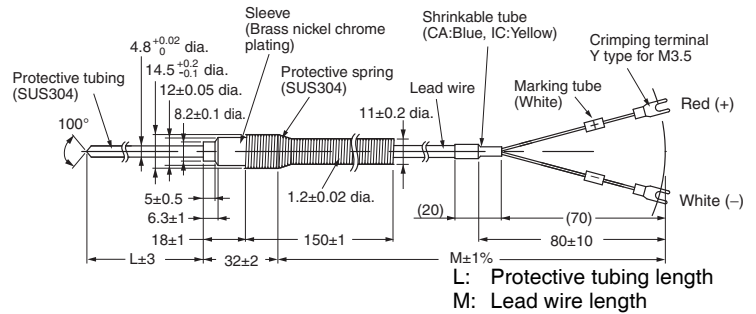 Sleeve
(Brass nickel chrome
plating)
Shrinkable tube
(CA:Blue, IC:Yellow)
Crimping terminal
Y type for M3.5
4.8 +0.02 0 dia.
14.5 +0.2 -0.1 dia.
12±0.05 dia.
8.2±0.1 dia.
Protective tubing
(SUS304)
Protective spring
(SUS304)
11±0.2 dia.
Lead wire
Marking tube
(White)
Red (+)
+
100°
1.2±0.02 dia.
−
White (−)
5±0.5
6.3±1
(20)
(70)
18±1
150±1
80±10
L±3
32±2
M±1%
L: Protective tubing length
M: Lead wire length